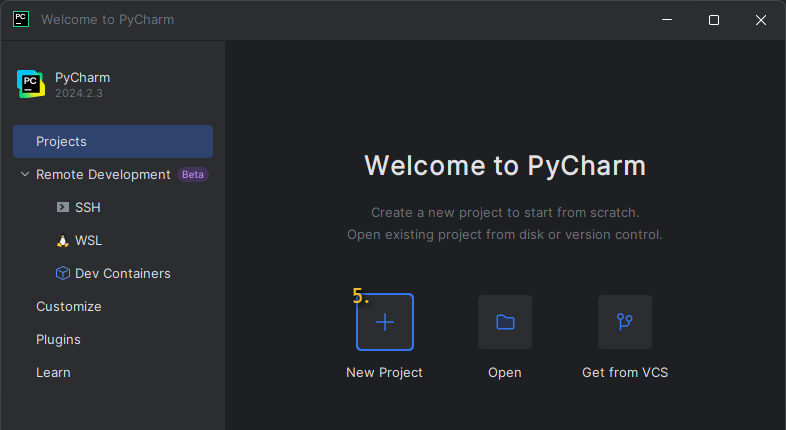 PC Welcome to PyCharm
PC PyCharm
2024.2.3
Projects
Remote Development Beta
SSH
WSL
Dev Containers
Customize
Plugins
Learn
Welcome to PyCharm
Create a new project to start from scratch.
Open existing project from disk or version control.
5.
New Project Open Get from VCS